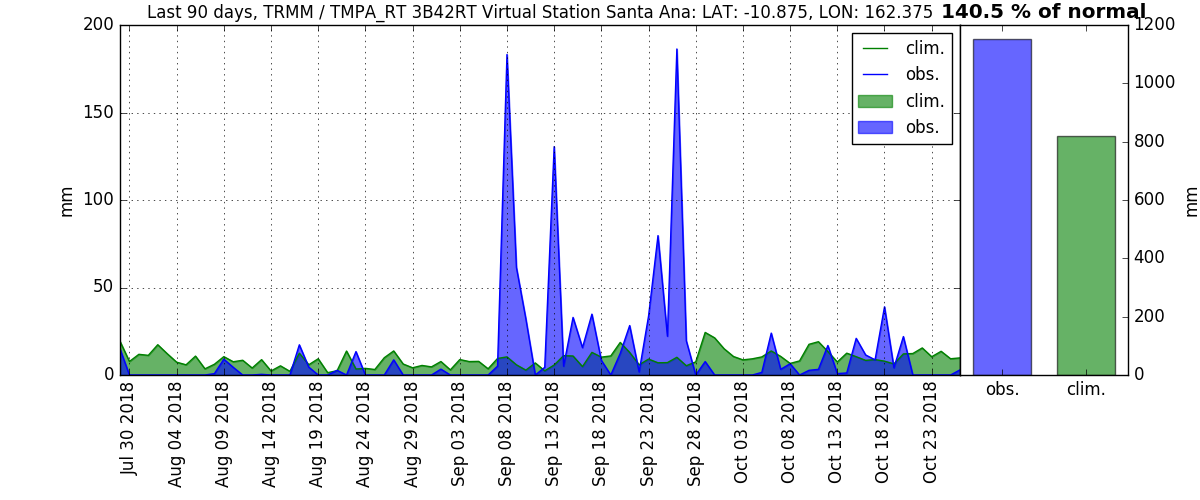 Last 90 days, TRMM / TMPA_RT 3B42RT Virtual Station Santa Ana: LAT: -10.875, LON: 162.375 140.5 % of normal
200
150
100
50
0
mm
clim.
obs.
clim.
obs.
1200
1000
800
600
400
200
0
mm
obs. clim.
Jul 30 2018
Aug 04 2018
Aug 09 2018
Aug 14 2018
Aug 19 2018
Aug 24 2018
Aug 29 2018
Sep 03 2018
Sep 08 2018
Sep 13 2018
Sep 18 2018
Sep 23 2018
Sep 28 2018
Oct 03 2018
Oct 08 2018
Oct 13 2018
Oct 18 2018
Oct 23 2018